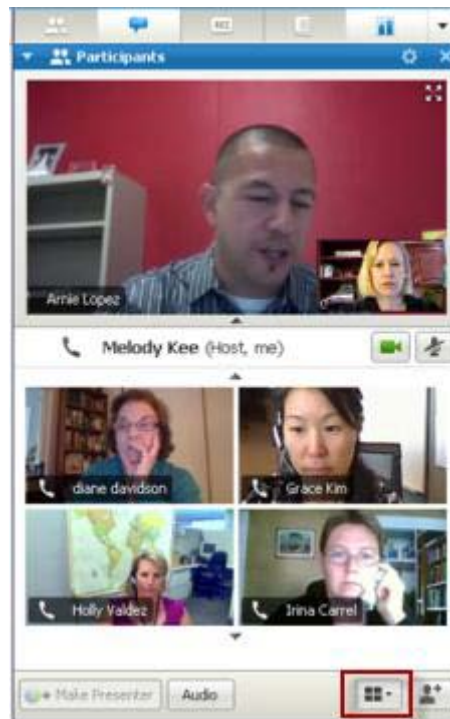 Participants
Arnie Lopez
Melody Kee (Host, me)
diane davidson
Grace Kim
Holly Valdez
Irina Carrel
Make Presenter
Audio